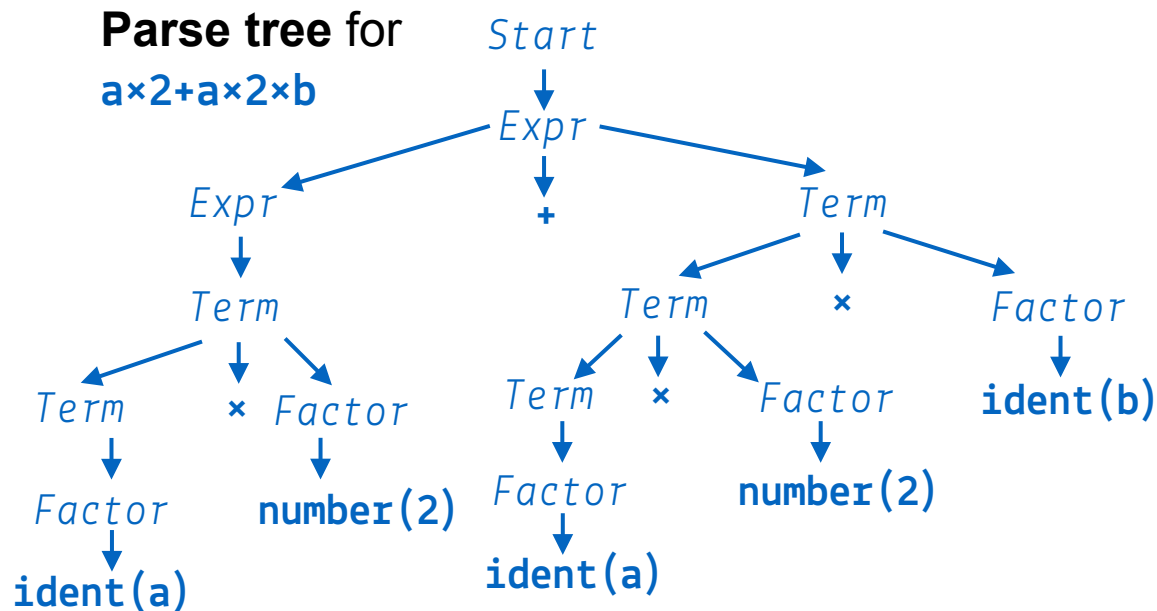 Parse tree for
a×2+a×2×b
Start
Expr
Expr + Term
Term Term × Factor
Term × Factor Term × Factor ident(b)
Factor number(2) Factor number(2)
ident(a) ident(a)